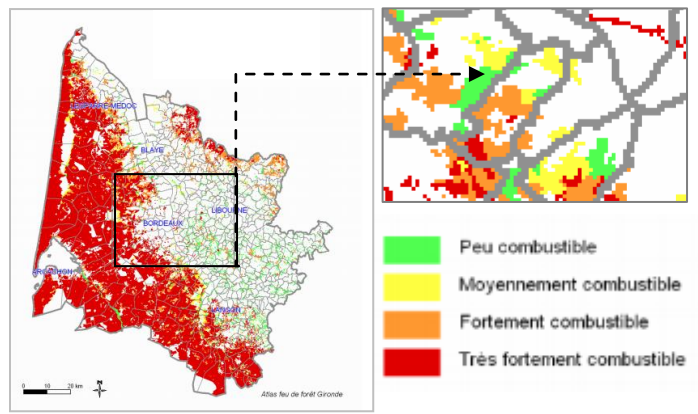 LESPARRE-MEDOC
BLAYE
LIBOURNE
BORDEAUX
ARCACHON
LANGON
0 10 20 km
N
Atlas feu de forêt Gironde
Peu combustible
Moyennement combustible
Fortement combustible
Très fortement combustible